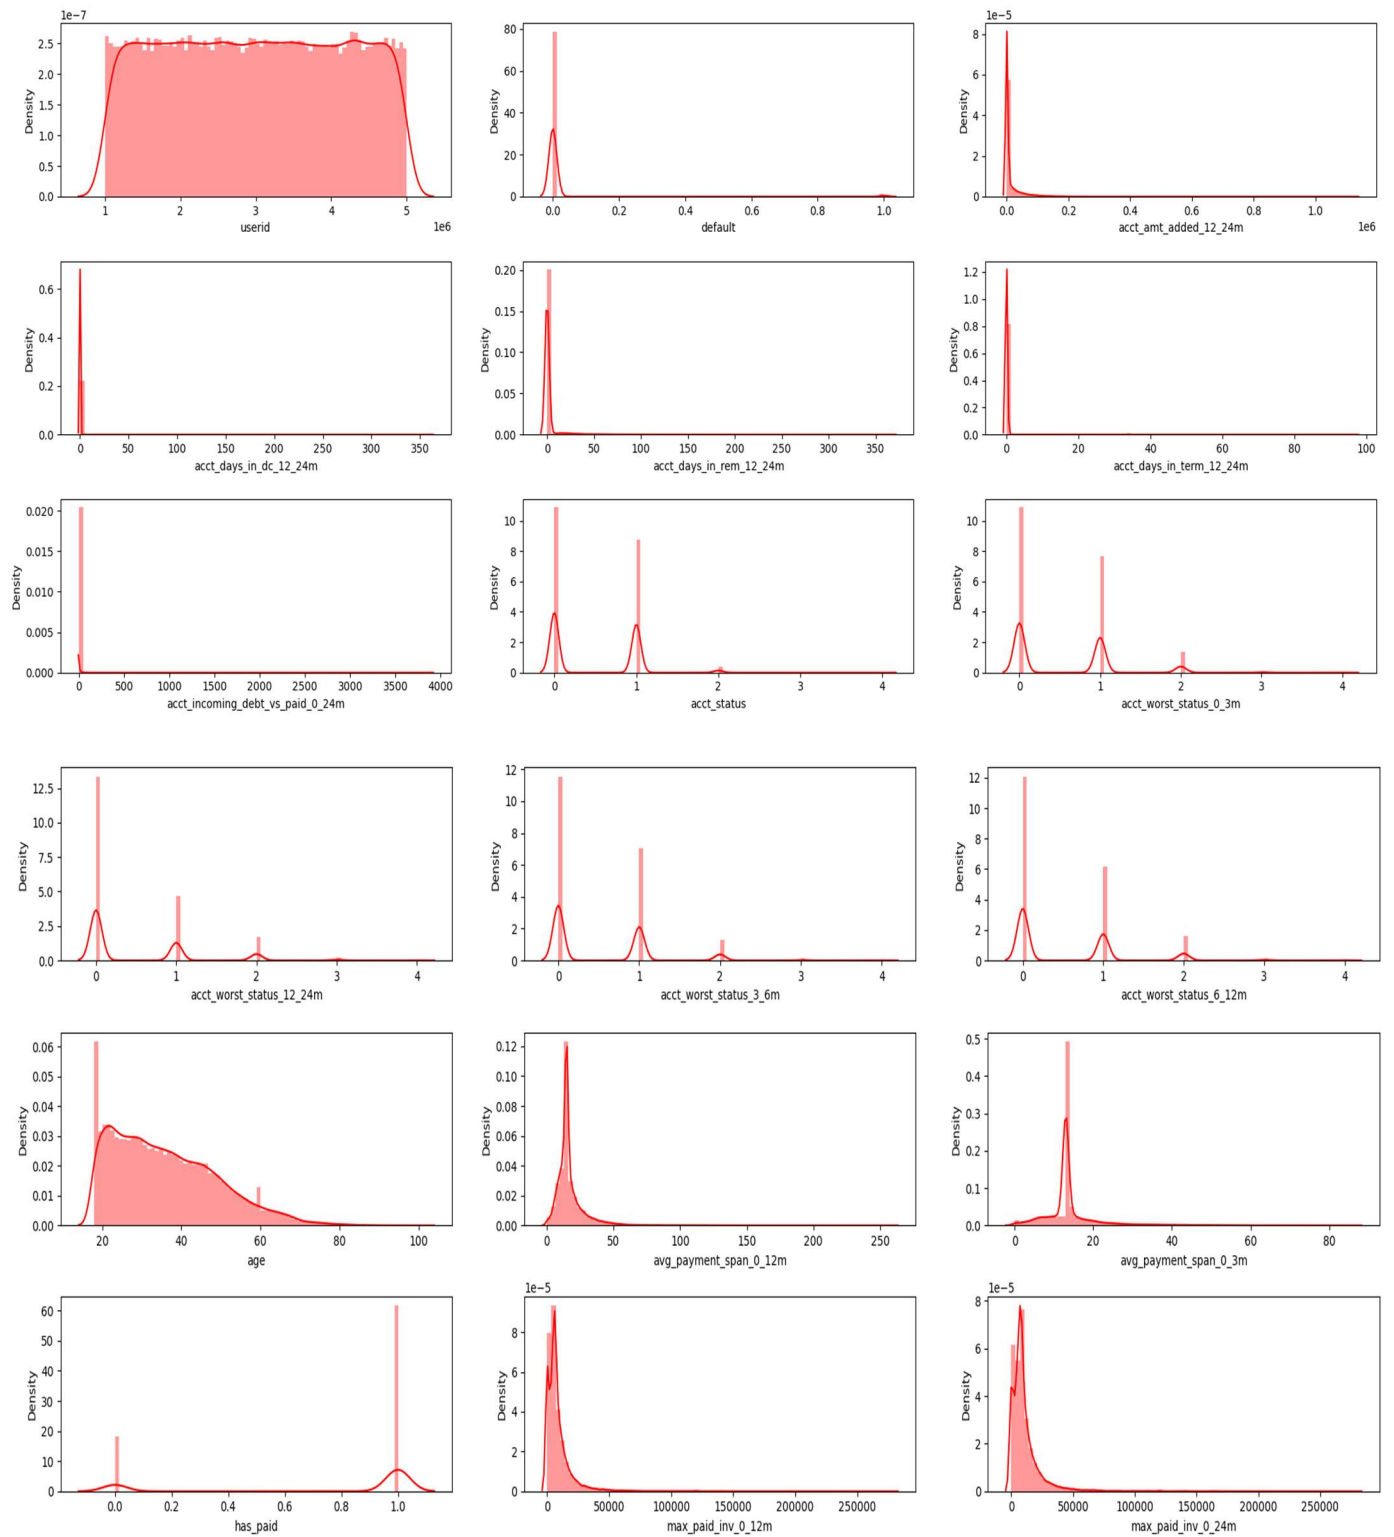 1e−7
2.5
2.0
1.5
1.0
0.5
0.0
Density
1 2 3 4 5
userid
1e6
80
60
40
20
0
Density
0.0 0.2 0.4 0.6 0.8 1.0
default
1e−5
8
6
4
2
0
Density
0.0 0.2 0.4 0.6 0.8 1.0
acct_amt_added_12_24m
1e6
0.6
0.4
0.2
0.0
Density
0 50 100 150 200 250 300 350
acct_days_in_dc_12_24m
0.20
0.15
0.10
0.05
0.00
Density
0 50 100 150 200 250 300 350
acct_days_in_rem_12_24m
1.2
1.0
0.8
0.6
0.4
0.2
0.0
Density
0 20 40 60 80 100
acct_days_in_term_12_24m
0.020
0.015
0.010
0.005
0.000
Density
0 500 1000 1500 2000 2500 3000 3500 4000
acct_incoming_debt_vs_paid_0_24m
10
8
6
4
2
0
Density
0 1 2 3 4
acct_status
10
8
6
4
2
0
Density
0 1 2 3 4
acct_worst_status_0_3m
12.5
10.0
7.5
5.0
2.5
0.0
Density
0 1 2 3 4
acct_worst_status_12_24m
12
10
8
6
4
2
0
Density
0 1 2 3 4
acct_worst_status_3_6m
12
10
8
6
4
2
0
Density
0 1 2 3 4
acct_worst_status_6_12m
0.06
0.05
0.04
0.03
0.02
0.01
0.00
Density
20 40 60 80 100
age
0.12
0.10
0.08
0.06
0.04
0.02
0.00
Density
0 50 100 150 200 250
avg_payment_span_0_12m
0.5
0.4
0.3
0.2
0.1
0.0
Density
0 20 40 60 80
avg_payment_span_0_3m
60
50
40
30
20
10
0
Density
0.0 0.2 0.4 0.6 0.8 1.0
has_paid
1e−5
8
6
4
2
0
Density
0 50000 100000 150000 200000 250000
max_paid_inv_0_12m
1e−5
8
6
4
2
0
Density
0 50000 100000 150000 200000 250000
max_paid_inv_0_24m